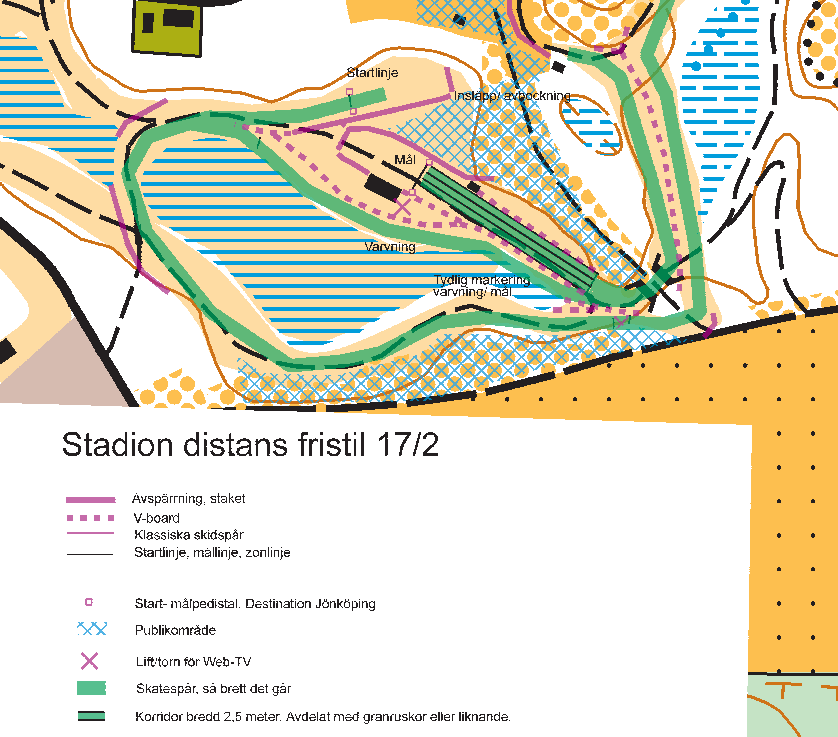 Startlinje
Insläpp/ avbockning
Mål
Varvning
Tydlig markering
varvning/ mål
Stadion distans fristil 17/2
Avspärrning, staket
V-board
Klassiska skidspår
Startlinje, mållinje, zonlinje
Start- målpedistal. Destination Jönköping
Publikområde
Lift/torn för Web-TV
Skatespår, så brett det går
Korridor bredd 2,5 meter. Avdelat med granruskor eller liknande.